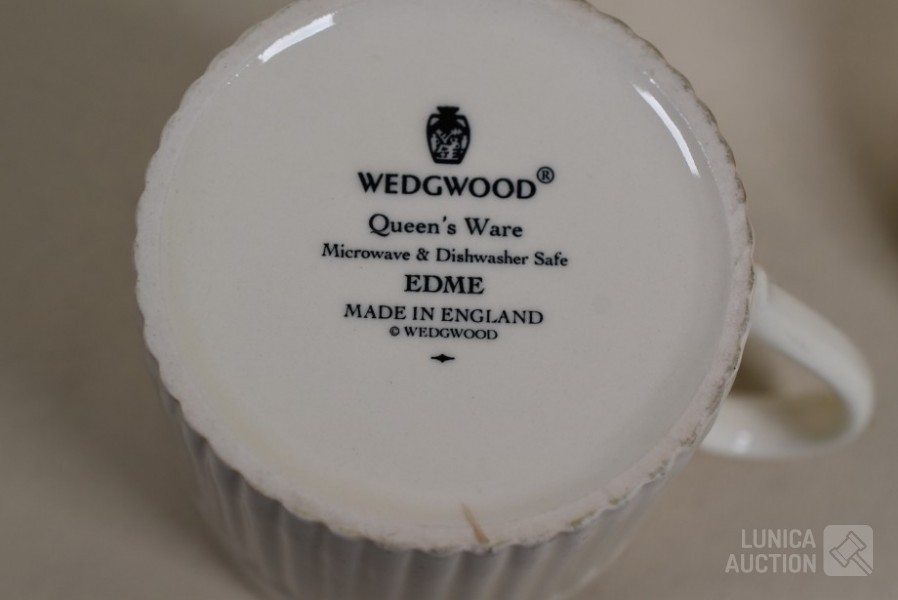 WEDGWOOD®
Queen's Ware
Microwave & Dishwasher Safe
EDME
MADE IN ENGLAND
© WEDGWOOD
LUNICA
AUCTION